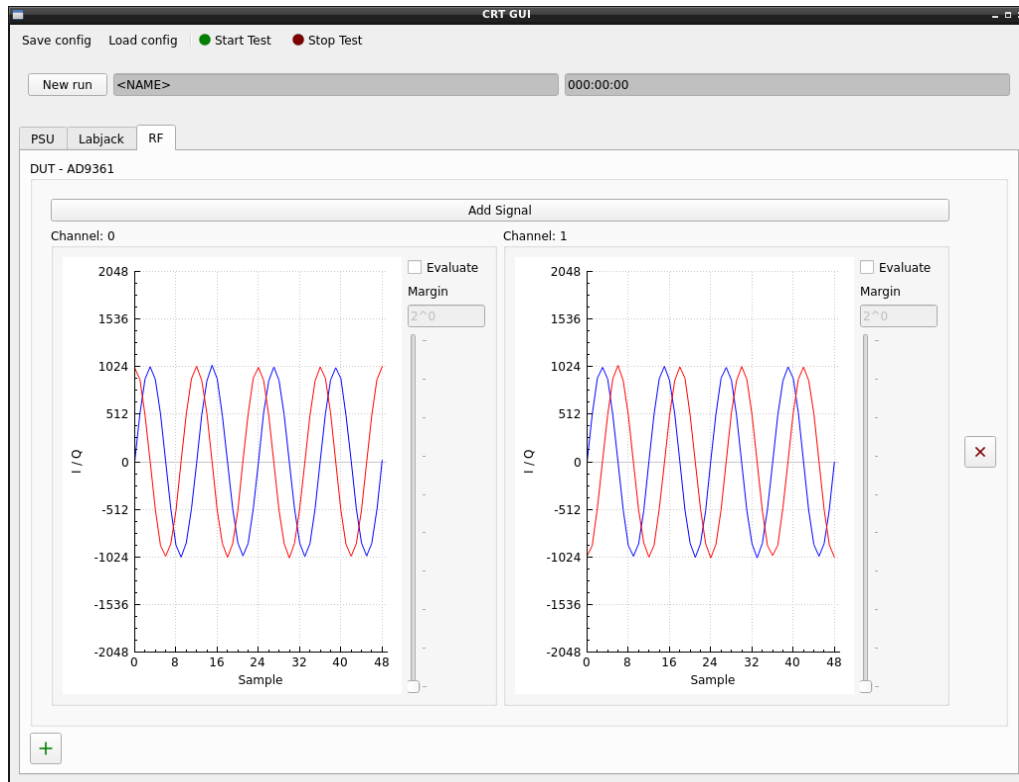 CRT GUI
Save config Load config Start Test Stop Test
New run <NAME> 000:00:00
PSU Labjack RF
DUT - AD9361
Add Signal
Channel: 0
2048
1536
1024
512
0
-512
-1024
-1536
-2048
I / Q
0 8 16 24 32 40 48
Sample
Evaluate
Margin
2^0
Channel: 1
2048
1536
1024
512
0
-512
-1024
-1536
-2048
I / Q
0 8 16 24 32 40 48
Sample
Evaluate
Margin
2^0